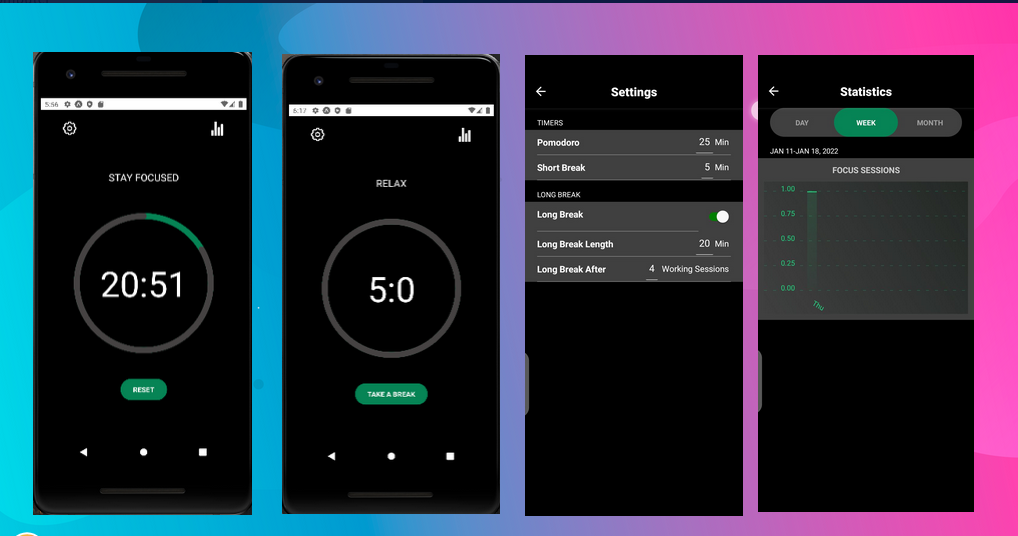 5:56
STAY FOCUSED
20:51
RESET
5:17
RELAX
5:0
TAKE A BREAK
Settings
TIMERS
Pomodoro 25 Min
Short Break 5 Min
LONG BREAK
Long Break
Long Break Length 20 Min
Long Break After 4 Working Sessions
Statistics
DAY WEEK MONTH
JAN 11-JAN 18, 2022
FOCUS SESSIONS
1.00
0.75
0.50
0.25
0.00
Thu